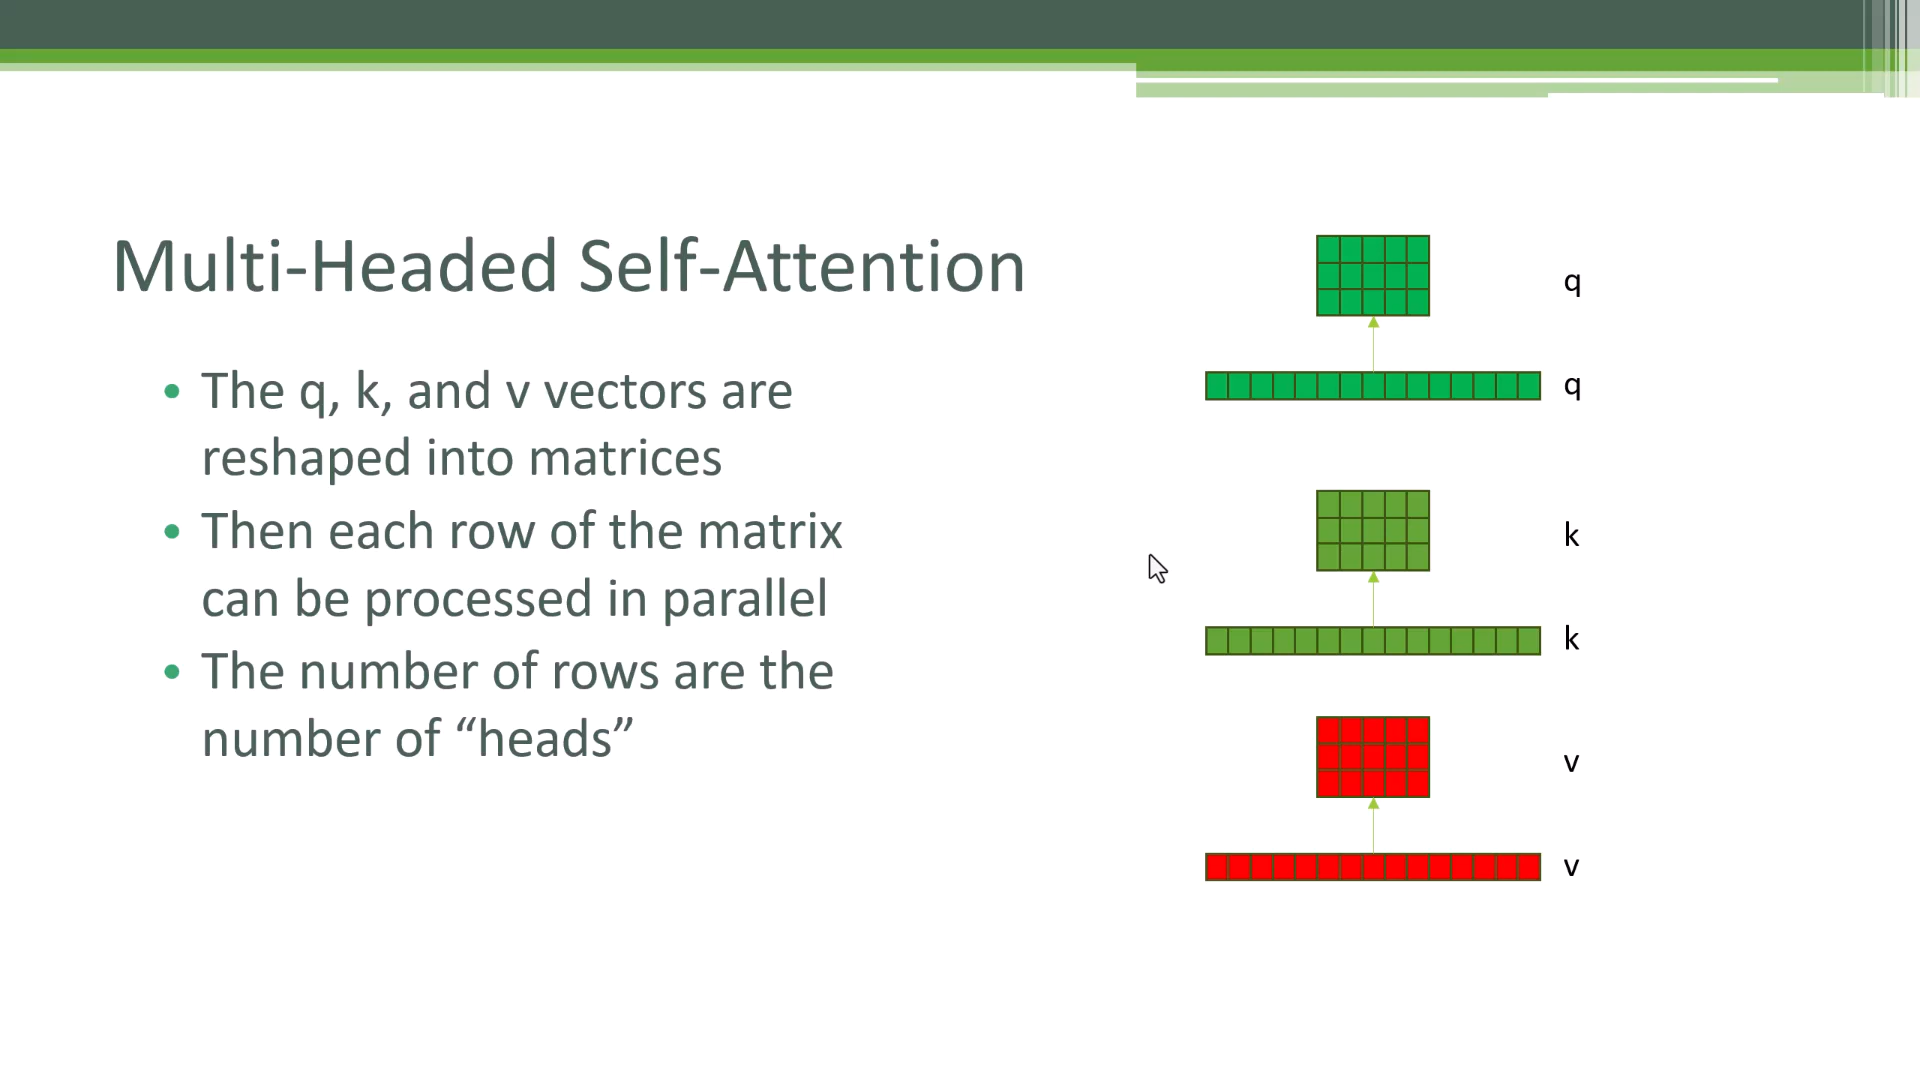 Multi-Headed Self-Attention
• The q, k, and v vectors are
reshaped into matrices
• Then each row of the matrix
can be processed in parallel
• The number of rows are the
number of “heads”
q
q
k
k
v
v